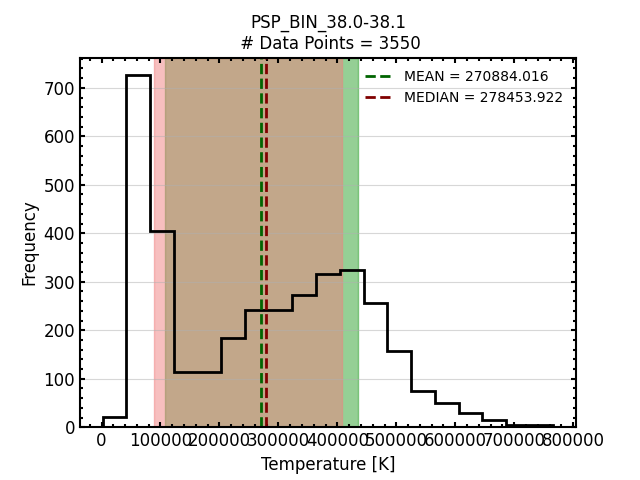 PSP_BIN_38.0-38.1
# Data Points = 3550
MEAN = 270884.016
MEDIAN = 278453.922
Frequency
700
600
500
400
300
200
100
0
0 100000 200000 300000 400000 500000 600000 700000 800000
Temperature [K]